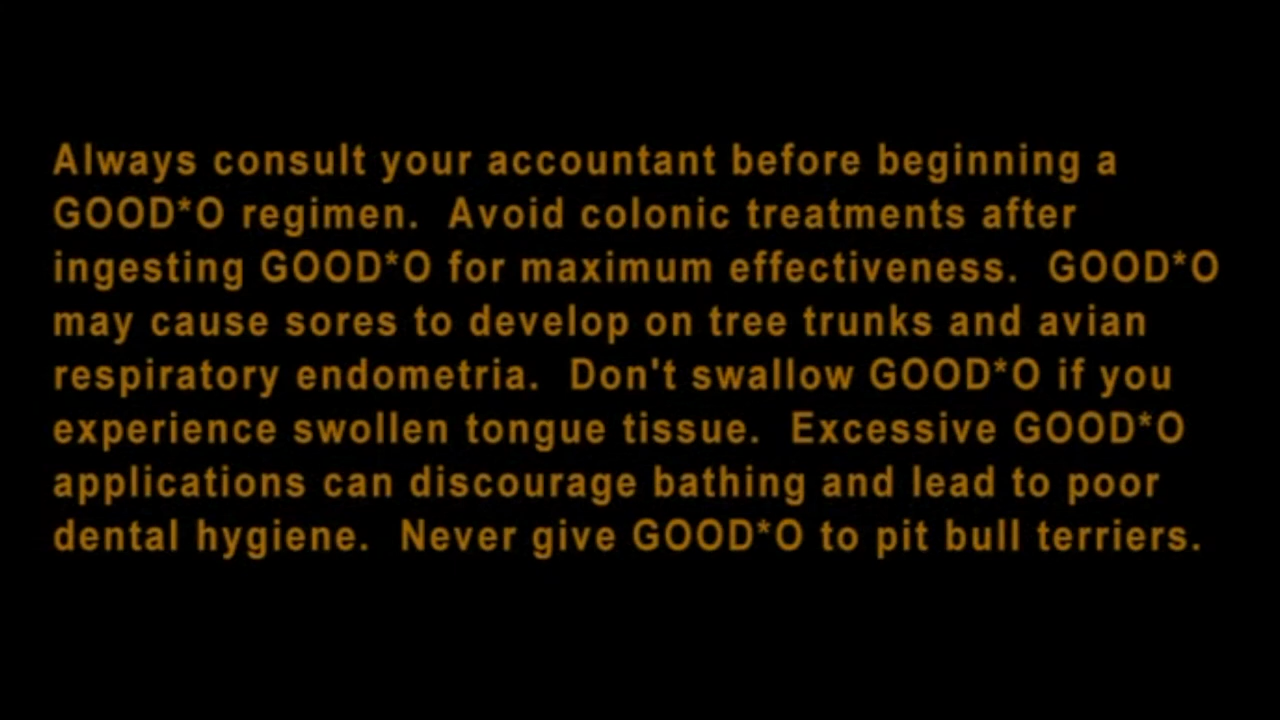 Always consult your accountant before beginning a
GOOD*O regimen.  Avoid colonic treatments after
ingesting GOOD*O for maximum effectiveness.  GOOD*O
may cause sores to develop on tree trunks and avian
respiratory endometria.  Don't swallow GOOD*O if you
experience swollen tongue tissue.  Excessive GOOD*O
applications can discourage bathing and lead to poor
dental hygiene.  Never give GOOD*O to pit bull terriers.